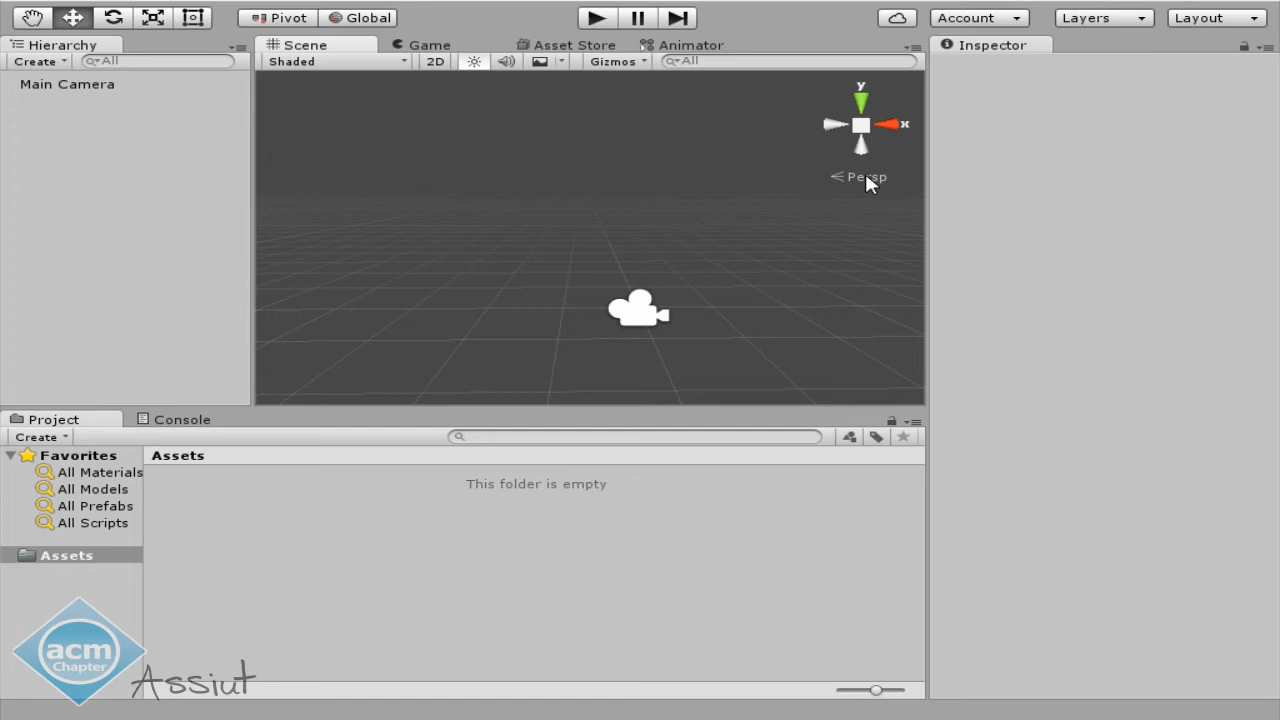 Pivot Global Account Layers Layout
Hierarchy Scene Game Asset Store Animator Inspector
Create All Shaded 2D Gizmos All
Main Camera
y
x
Persp
Project Console
Create
Favorites Assets
All Materials
This folder is empty
All Models
All Prefabs
All Scripts
Assets
acm
Chapter
Assiut